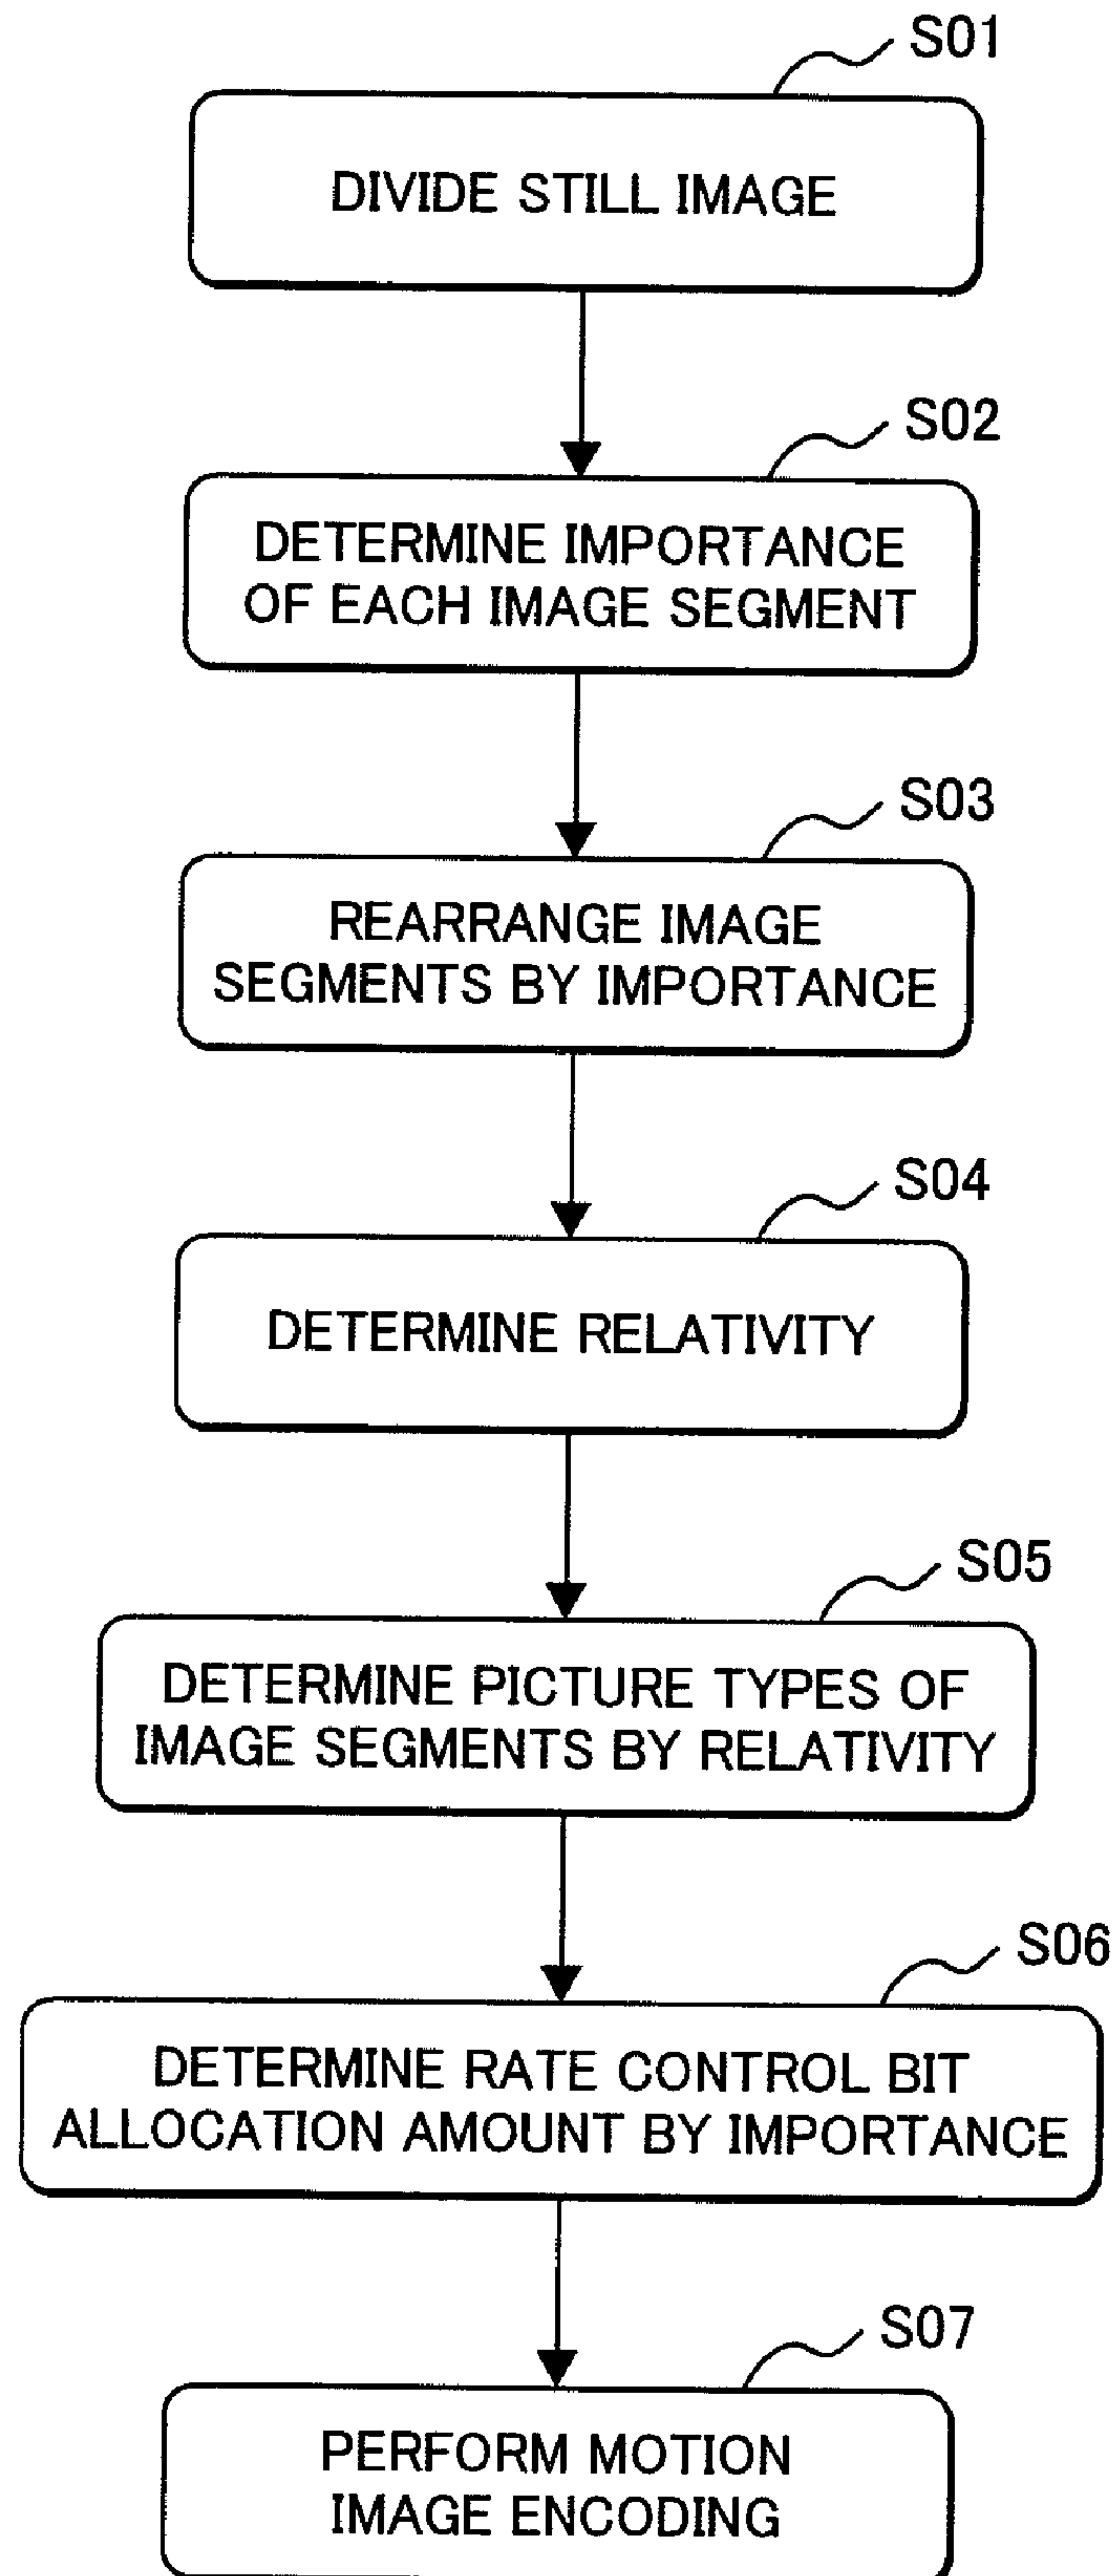 S01
DIVIDE STILL IMAGE
S02
DETERMINE IMPORTANCE
OF EACH IMAGE SEGMENT
S03
REARRANGE IMAGE
SEGMENTS BY IMPORTANCE
S04
DETERMINE RELATIVITY
S05
DETERMINE PICTURE TYPES OF
IMAGE SEGMENTS BY RELATIVITY
S06
DETERMINE RATE CONTROL BIT
ALLOCATION AMOUNT BY IMPORTANCE
S07
PERFORM MOTION
IMAGE ENCODING